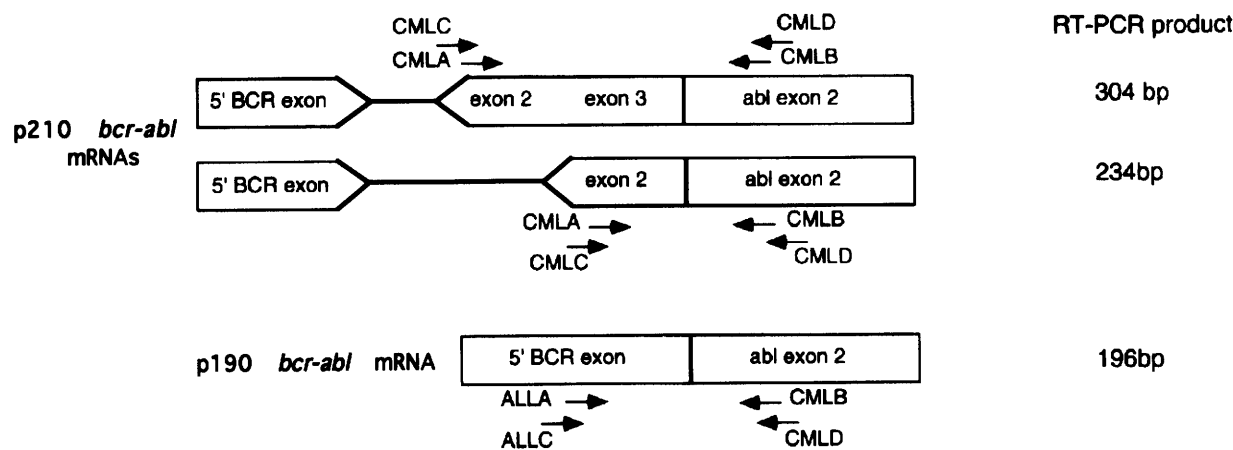 RT-PCR product
CMLC
CMLD
CMLA
CMLB
5' BCR exon
exon 2
exon 3
abl exon 2
304 bp
p210 bcr-abl
mRNAs
5' BCR exon
exon 2
abl exon 2
234bp
CMLA
CMLB
CMLC
CMLD
p190 bcr-abl mRNA
5' BCR exon
abl exon 2
196bp
ALLA
CMLB
ALLC
CMLD